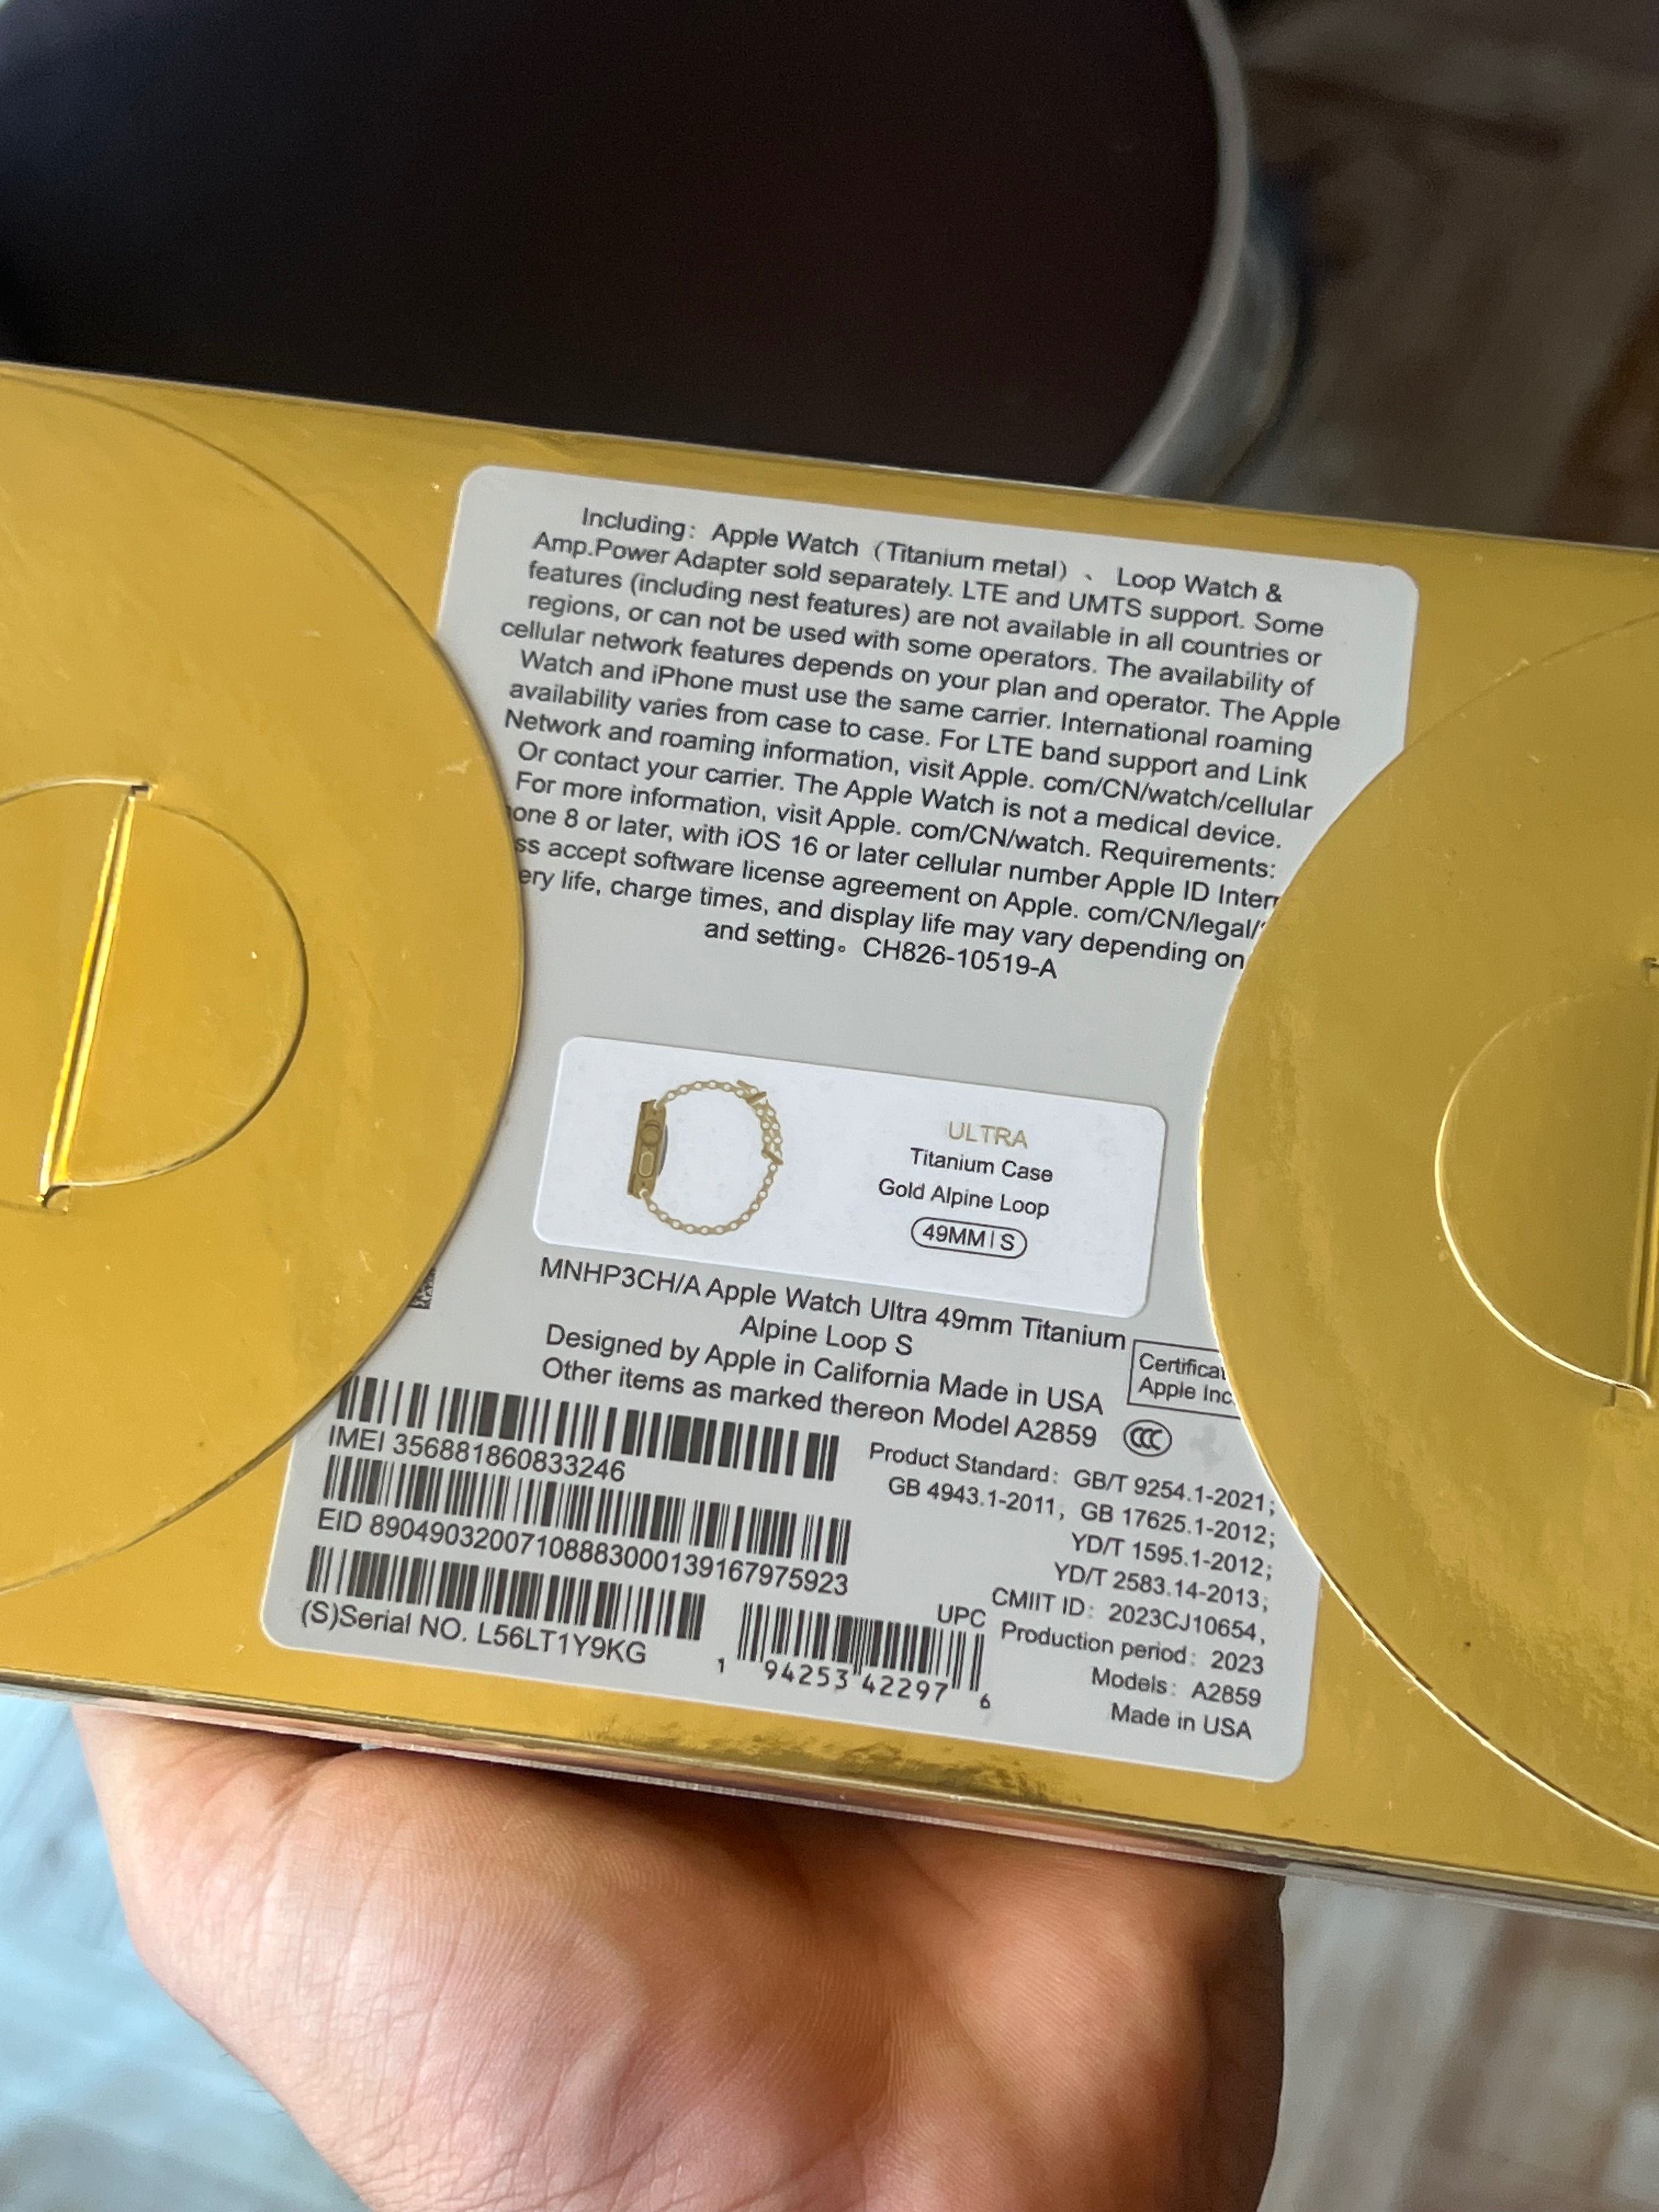 Including：Apple Watch（Titanium metal）、 Loop Watch &
Amp.Power Adapter sold separately. LTE and UMTS support. Some
features (including nest features) are not available in all countries or
regions, or can not be used with some operators. The availability of
cellular network features depends on your plan and operator. The Apple
Watch and iPhone must use the same carrier. International roaming
availability varies from case to case. For LTE band support and Link
Network and roaming information, visit Apple. com/CN/watch/cellular
Or contact your carrier. The Apple Watch is not a medical device.
For more information, visit Apple. com/CN/watch. Requirements:
one 8 or later, with iOS 16 or later cellular number Apple ID Inter
ss accept software license agreement on Apple. com/CN/legal/
ery life, charge times, and display life may vary depending on
and setting。CH826-10519-A
ULTRA
Titanium Case
Gold Alpine Loop
49MM|S
MNHP3CH/A Apple Watch Ultra 49mm Titanium
Alpine Loop S
Designed by Apple in California Made in USA
Other items as marked thereon Model A2859
Certifica
Apple Inc.
CCC
IMEI 356881860833246
EID 89049032007108883000139167975923
(S)Serial NO. L56LT1Y9KG
UPC
1 94253 42297 6
Product Standard：GB/T 9254.1-2021;
GB 4943.1-2011，GB 17625.1-2012;
YD/T 1595.1-2012;
YD/T 2583.14-2013;
CMIIT ID：2023CJ10654,
Production period：2023
Models：A2859
Made in USA